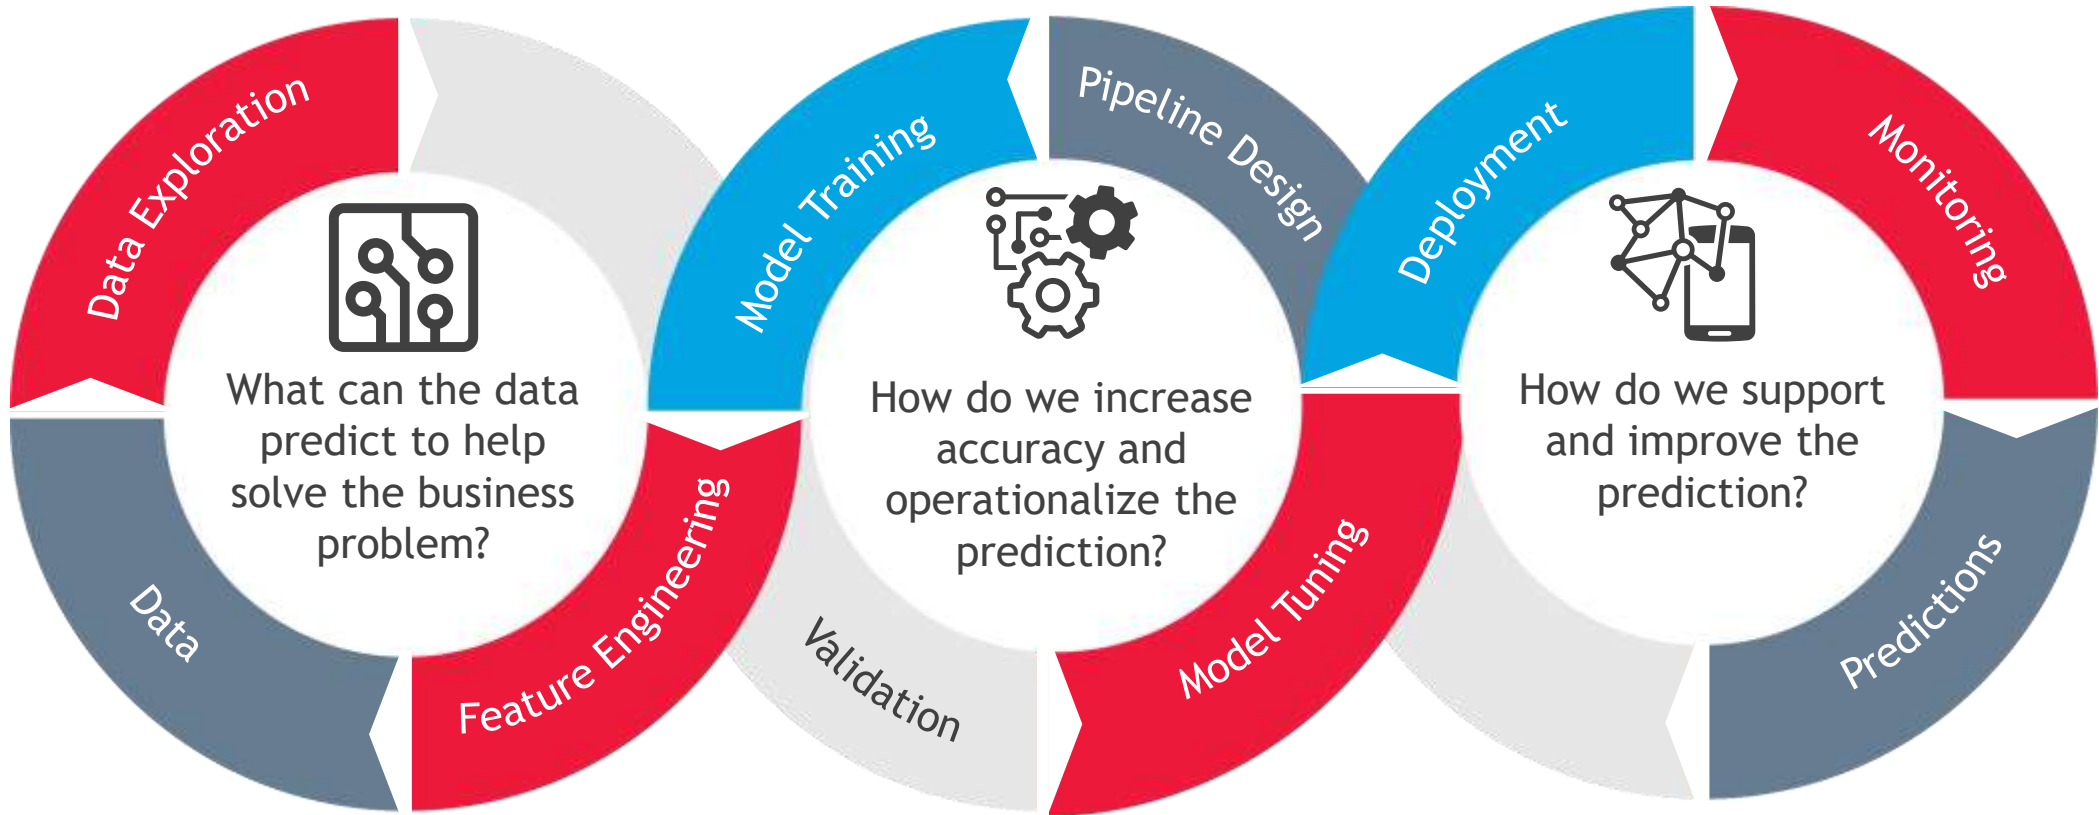 Data Exploration
Data
Feature Engineering
What can the data
predict to help
solve the business
problem?
Model Training
Pipeline Design
Validation
Model Tuning
How do we increase
accuracy and
operationalize the
prediction?
Deployment
Monitoring
Predictions
How do we support
and improve the
prediction?